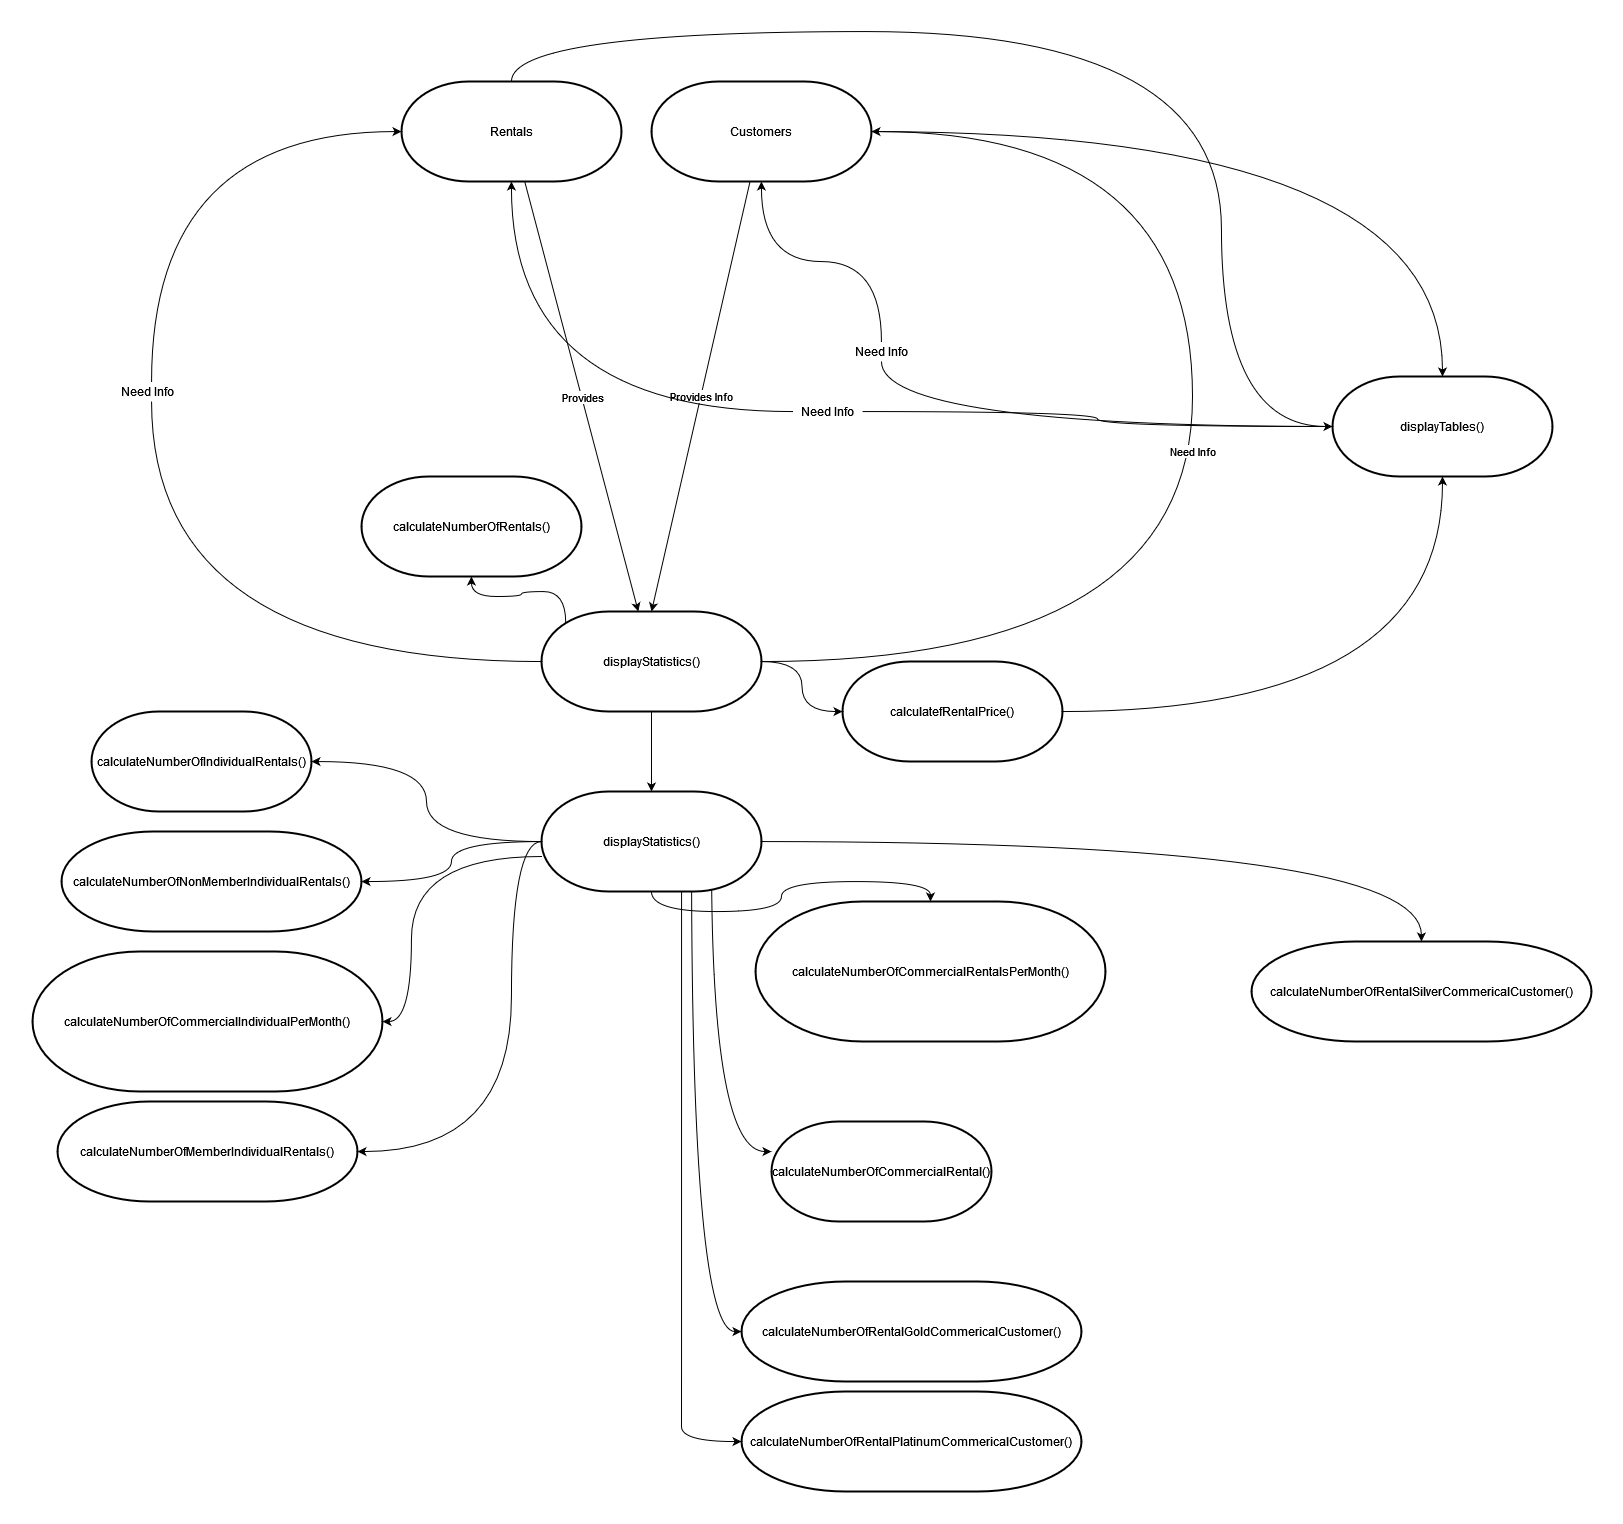 Rentals
Customers
Need Info
Need Info
Provides
Provides Info
Need Info
displayTables()
Need Info
calculateNumberOfRentals()
displayStatistics()
calculatefRentalPrice()
calculateNumberOfIndividualRentals()
displayStatistics()
calculateNumberOfNonMemberIndividualRentals()
calculateNumberOfCommercialRentalsPerMonth()
calculateNumberOfRentalSilverCommericalCustomer()
calculateNumberOfCommercialIndividualPerMonth()
calculateNumberOfMemberIndividualRentals()
calculateNumberOfCommercialRental()
calculateNumberOfRentalGoldCommericalCustomer()
calculateNumberOfRentalPlatinumCommericalCustomer()